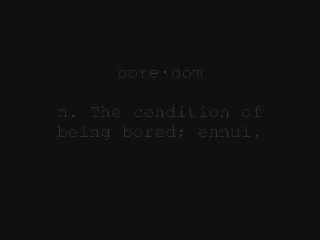 bore·dom
n. The condition of
being bored; ennui.